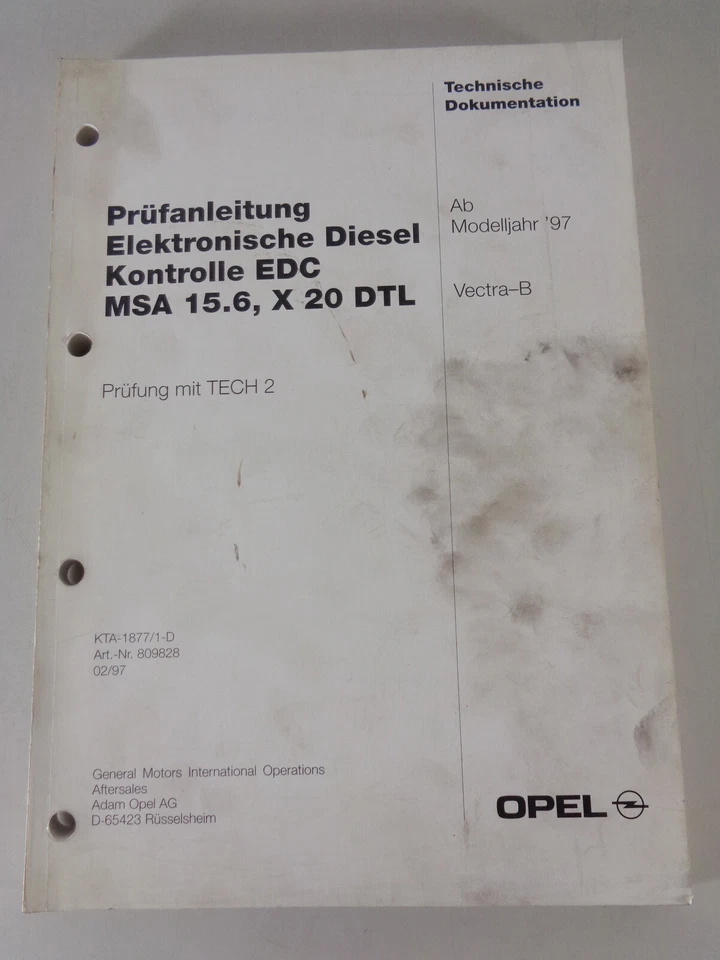 Technische
Dokumentation
Prüfanleitung
Elektronische Diesel
Kontrolle EDC
MSA 15.6, X 20 DTL
Ab
Modelljahr '97
Vectra–B
Prüfung mit TECH 2
KTA-1877/1-D
Art.-Nr. 809828
02/97
General Motors International Operations
Aftersales
Adam Opel AG
D-65423 Rüsselsheim
OPEL